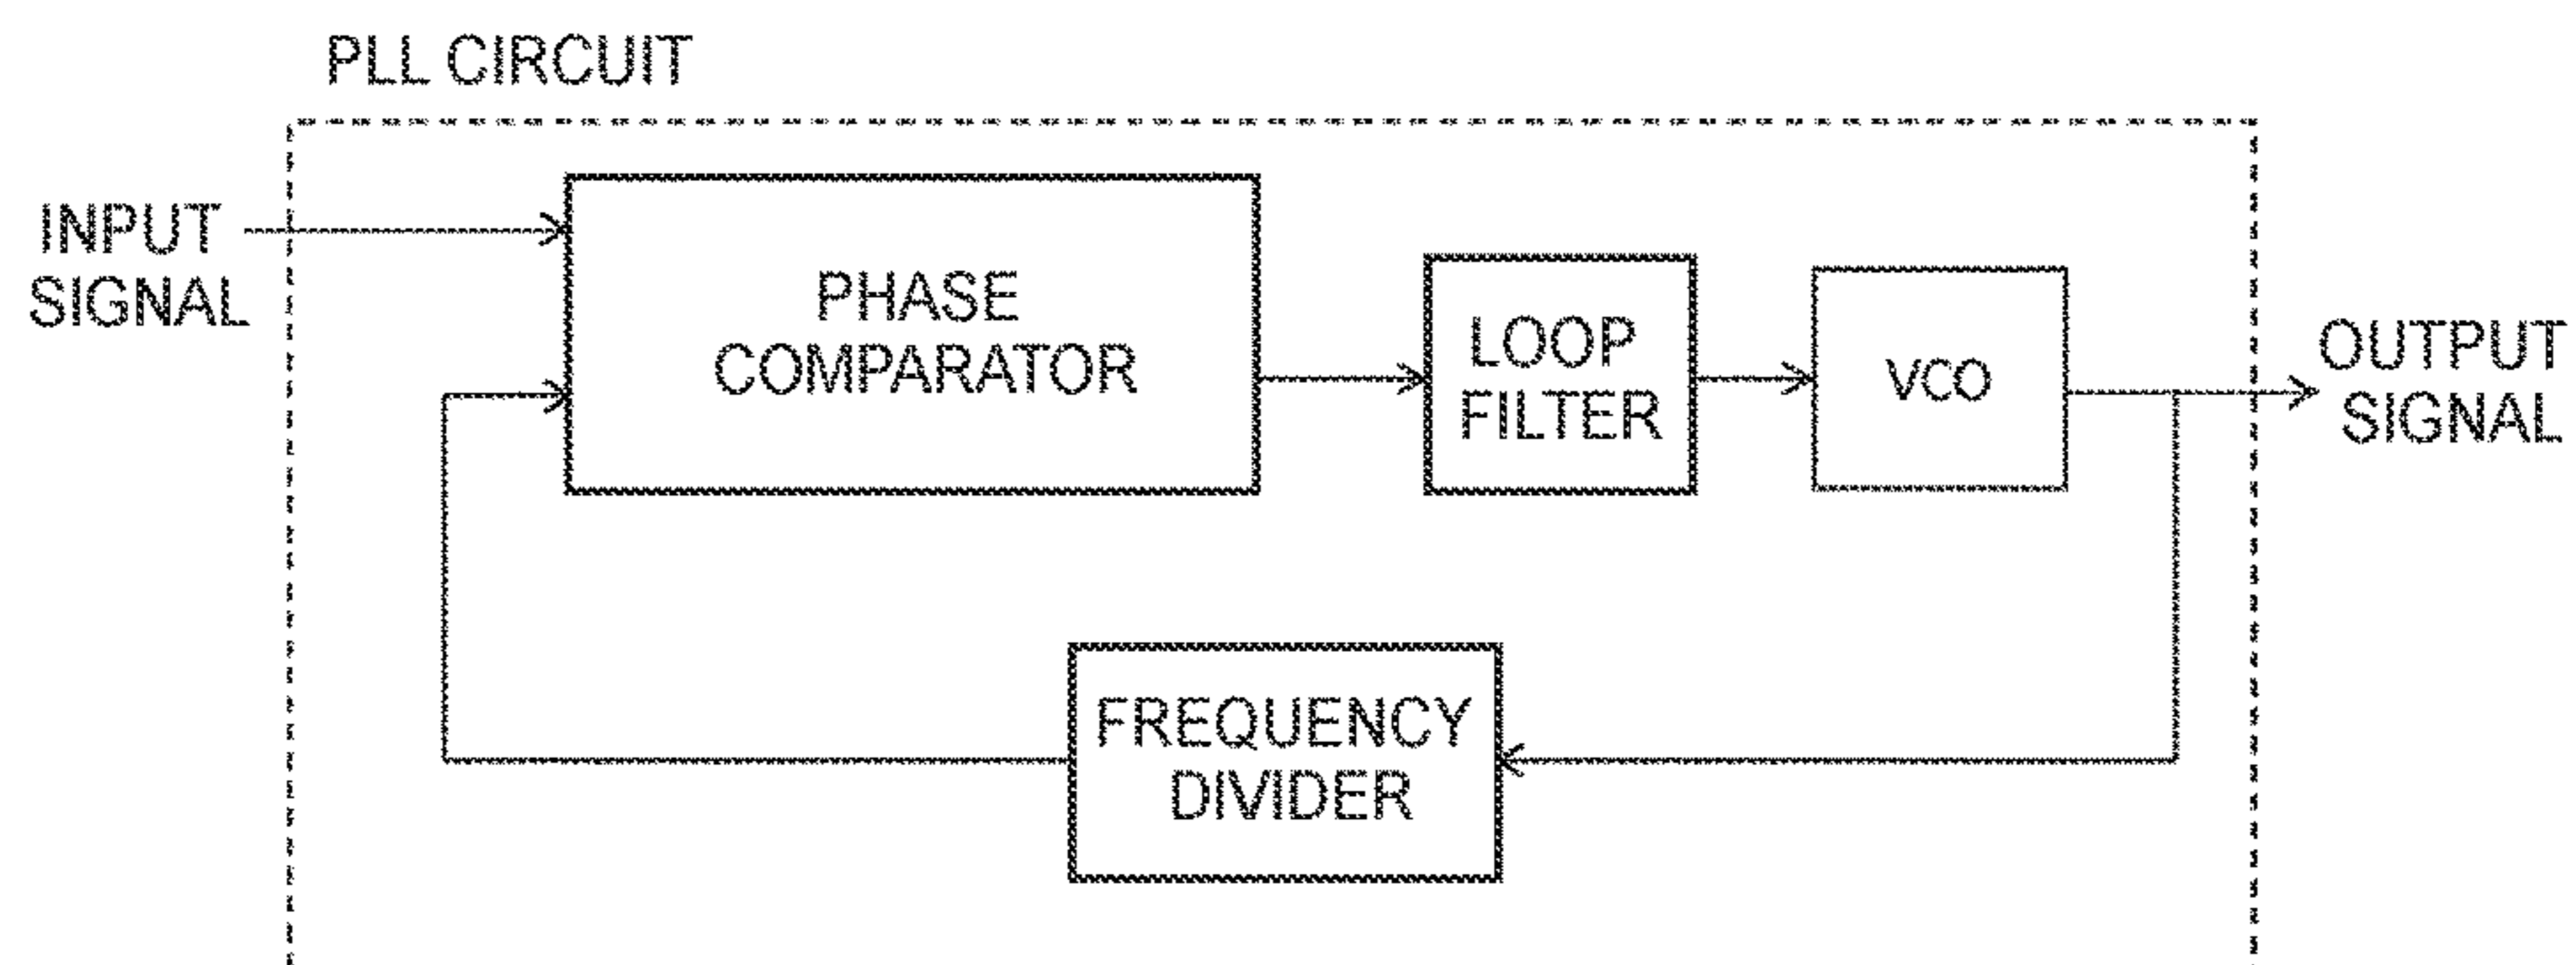 PLL CIRCUIT
INPUT
SIGNAL
PHASE
COMPARATOR
LOOP
FILTER
VCO
OUTPUT
SIGNAL
FREQUENCY
DIVIDER